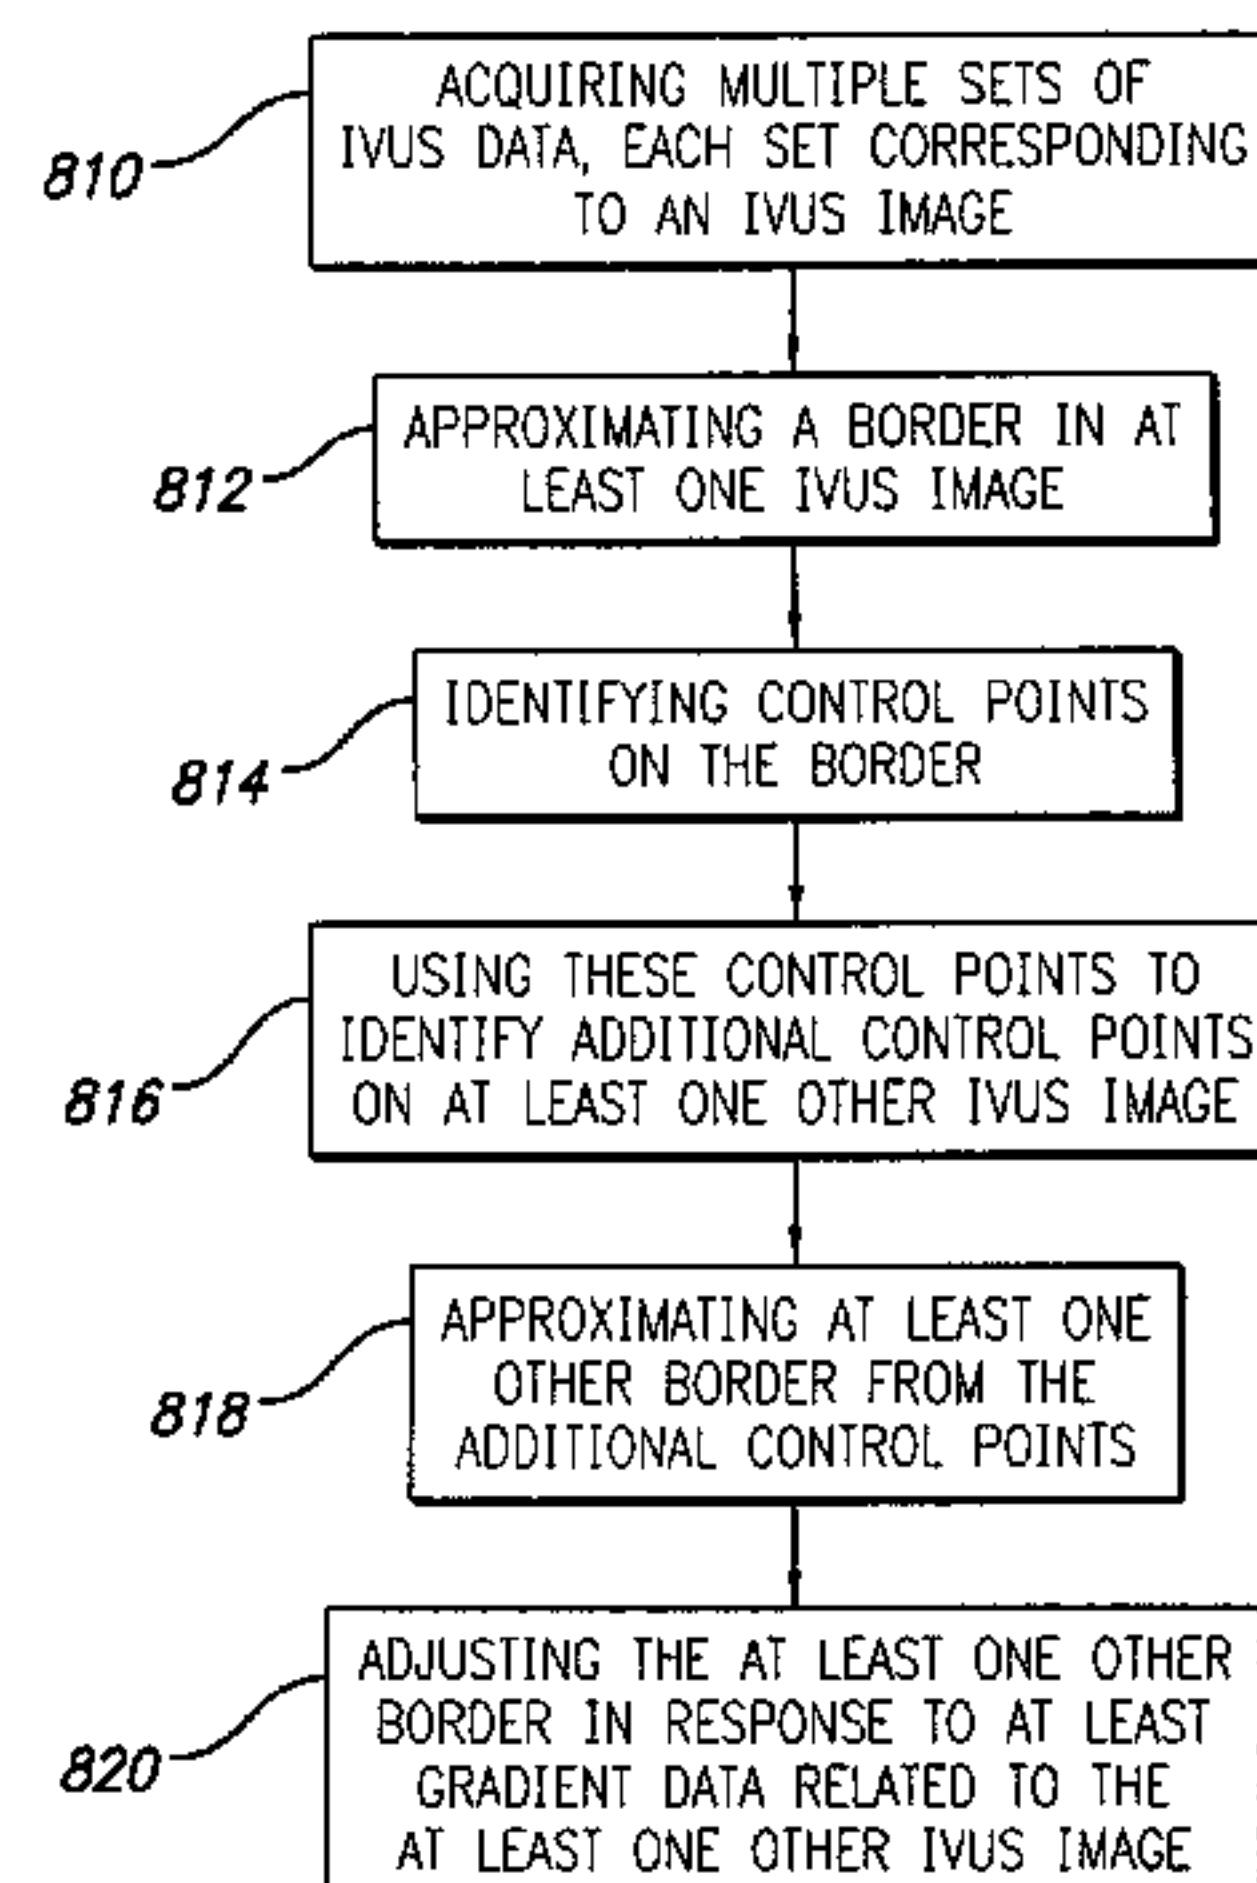 810
ACQUIRING MULTIPLE SETS OF
IVUS DATA, EACH SET CORRESPONDING
TO AN IVUS IMAGE
812
APPROXIMATING A BORDER IN AT
LEAST ONE IVUS IMAGE
814
IDENTIFYING CONTROL POINTS
ON THE BORDER
816
USING THESE CONTROL POINTS TO
IDENTIFY ADDITIONAL CONTROL POINTS
ON AT LEAST ONE OTHER IVUS IMAGE
818
APPROXIMATING AT LEAST ONE
OTHER BORDER FROM THE
ADDITIONAL CONTROL POINTS
820
ADJUSTING THE AT LEAST ONE OTHER
BORDER IN RESPONSE TO AT LEAST
GRADIENT DATA RELATED TO THE
AT LEAST ONE OTHER IVUS IMAGE